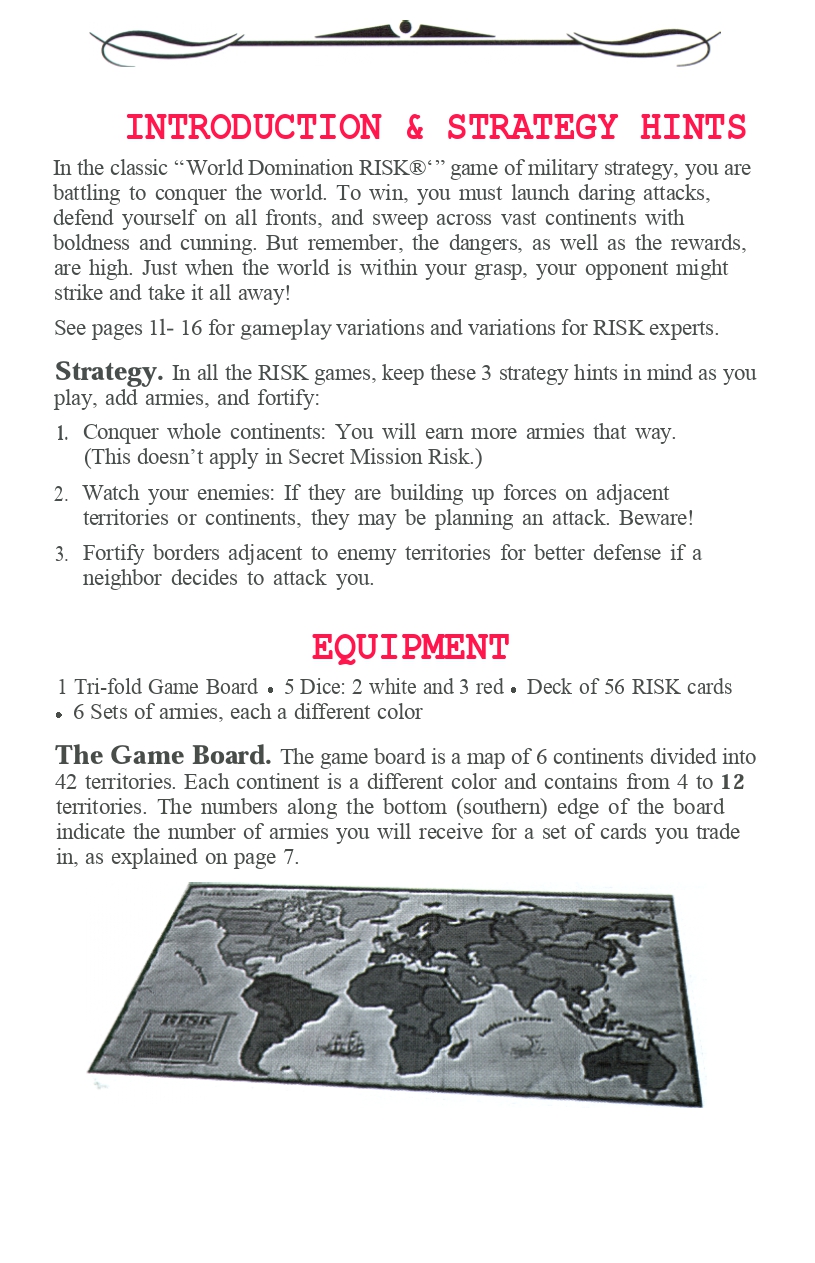 INTRODUCTION & STRATEGY HINTS
In the classic “World Domination RISK®‘” game of military strategy, you are
battling to conquer the world. To win, you must launch daring attacks,
defend yourself on all fronts, and sweep across vast continents with
boldness and cunning. But remember, the dangers, as well as the rewards,
are high. Just when the world is within your grasp, your opponent might
strike and take it all away!
See pages 1l- 16 for gameplay variations and variations for RISK experts.
Strategy. In all the RISK games, keep these 3 strategy hints in mind as you
play, add armies, and fortify:
1. Conquer whole continents: You will earn more armies that way.
(This doesn’t apply in Secret Mission Risk.)
2. Watch your enemies: If they are building up forces on adjacent
territories or continents, they may be planning an attack. Beware!
3. Fortify borders adjacent to enemy territories for better defense if a
neighbor decides to attack you.
EQUIPMENT
1 Tri-fold Game Board • 5 Dice: 2 white and 3 red • Deck of 56 RISK cards
• 6 Sets of armies, each a different color
The Game Board. The game board is a map of 6 continents divided into
42 territories. Each continent is a different color and contains from 4 to 12
territories. The numbers along the bottom (southern) edge of the board
indicate the number of armies you will receive for a set of cards you trade
in, as explained on page 7.
Atlantic Ocean
Indian Ocean
RISK